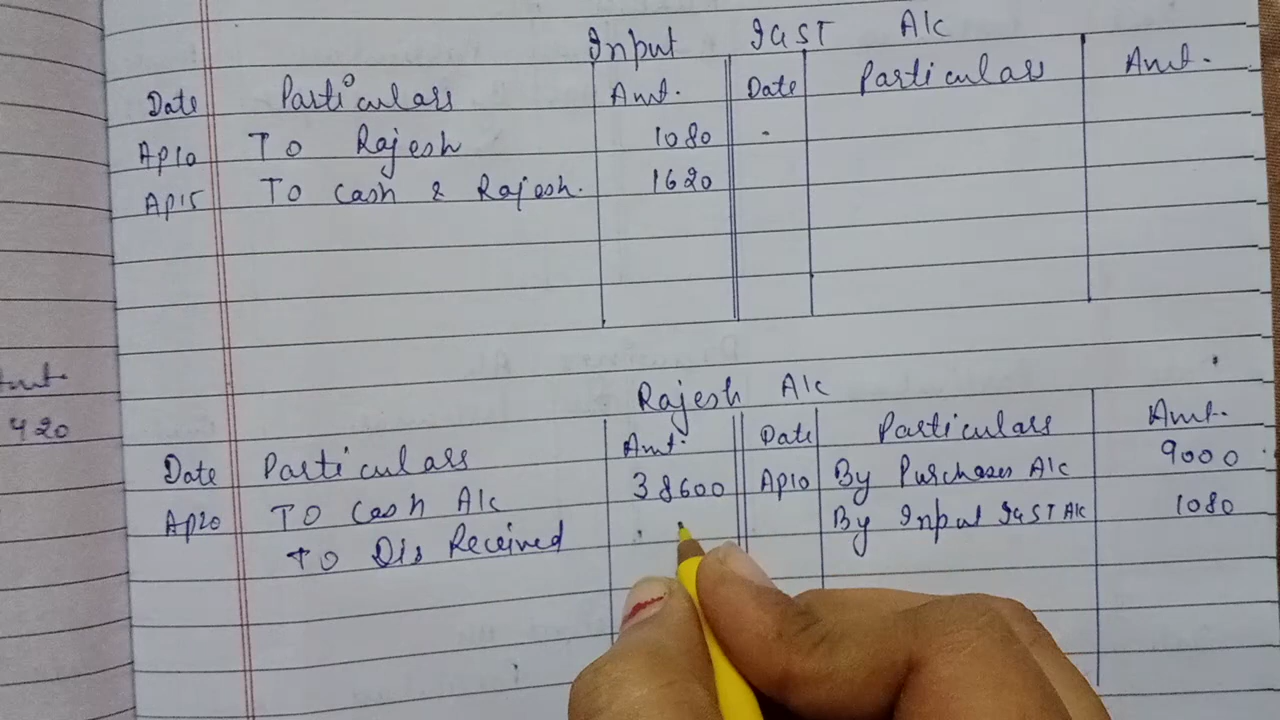 Input IGST A/c
Date Particulars Amt. Date Particulars Amt.
Ap10 To Rajesh 1080
Ap15 To Cash & Rajesh. 1620
420
Rajesh A/c
Date Particulars Amt. Date Particulars Amt.
Ap20 To Cash A/c 38600 Ap10 By Purchases A/c 9000
To Dis Received By Input IGST A/c 1080